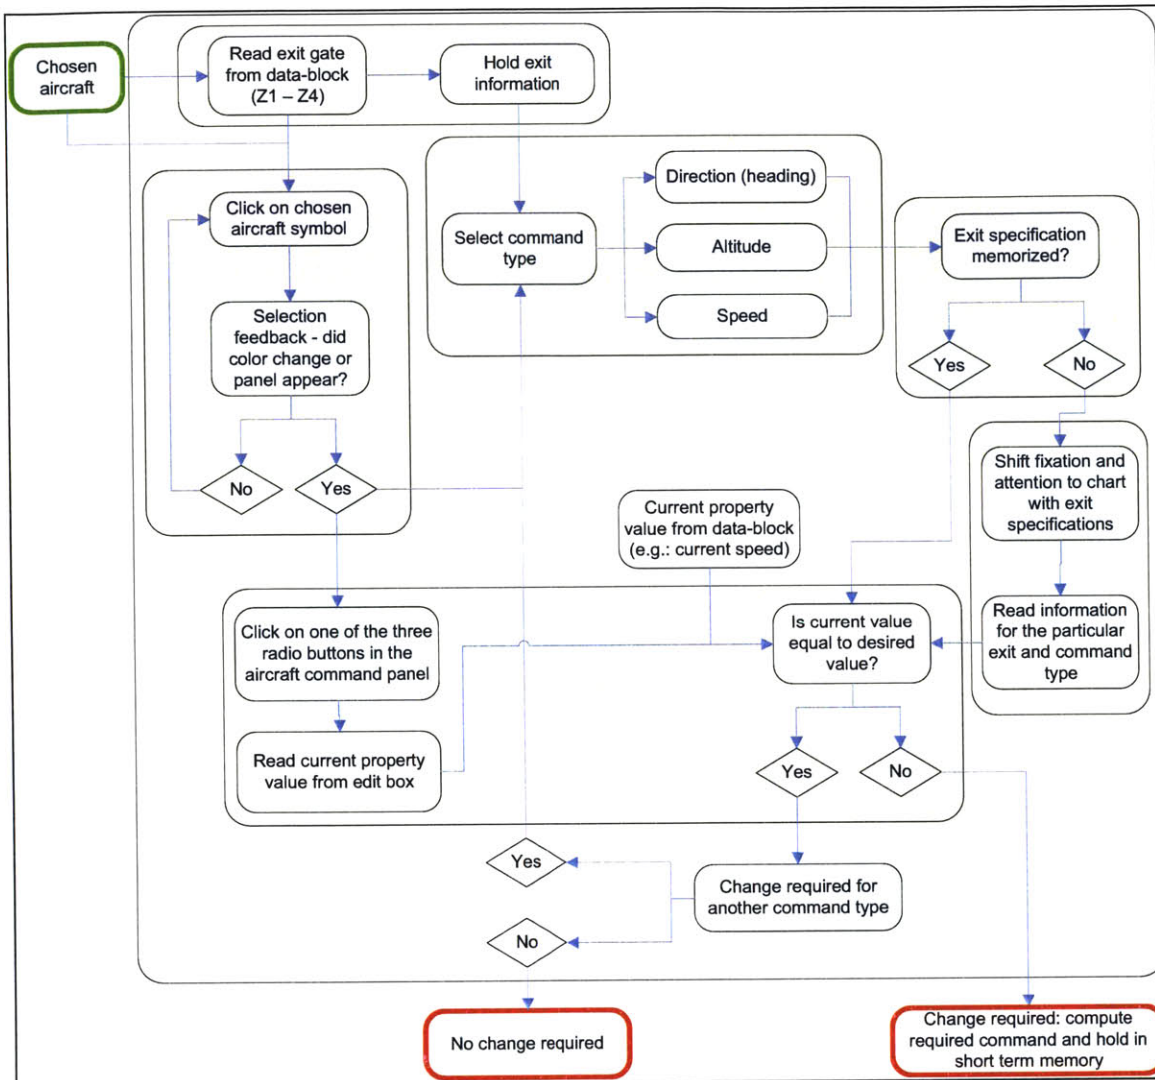 Chosen
aircraft
Read exit gate
from data-block
(Z1 – Z4)
Hold exit
information
Click on chosen
aircraft symbol
Selection
feedback - did
color change or
panel appear?
No
Yes
Select command
type
Direction (heading)
Altitude
Speed
Exit specification
memorized?
Yes
No
Shift fixation and
attention to chart
with exit
specifications
Read information
for the particular
exit and command
type
Current property
value from data-block
(e.g.: current speed)
Click on one of the three
radio buttons in the
aircraft command panel
Read current property
value from edit box
Is current value
equal to desired
value?
Yes
No
Change required for
another command type
Yes
No
No change required
Change required: compute
required command and hold in
short term memory